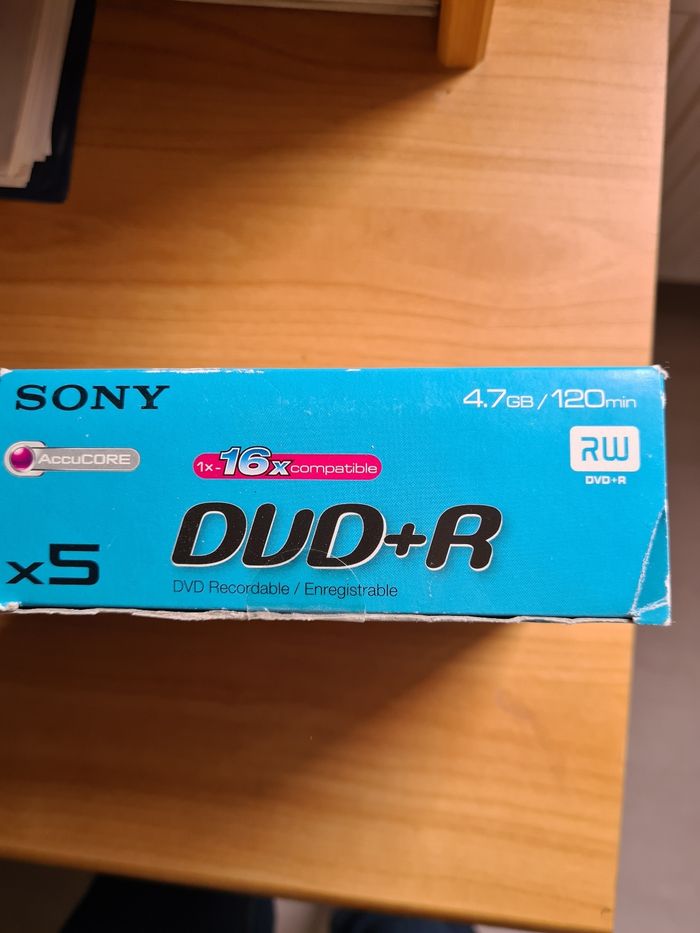 SONY
4.7GB / 120min
AccuCORE
1x-16x compatible
RW
DVD+R
DVD+R
x5
DVD Recordable / Enregistrable